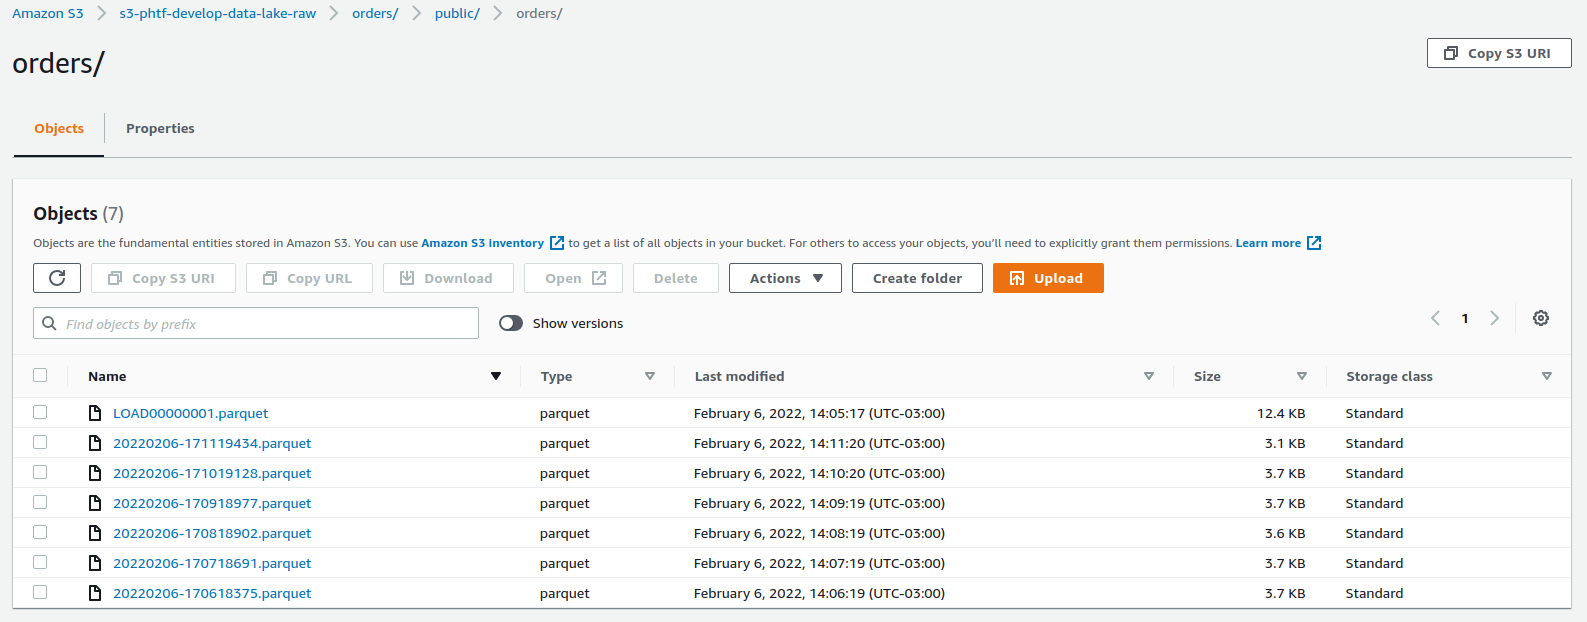 Amazon S3 > s3-phtf-develop-data-lake-raw > orders/ > public/ > orders/
orders/
Copy S3 URI
Objects Properties
Objects (7)
Objects are the fundamental entities stored in Amazon S3. You can use Amazon S3 inventory to get a list of all objects in your bucket. For others to access your objects, you'll need to explicitly grant them permissions. Learn more
Copy S3 URI Copy URL Download Open Delete Actions Create folder Upload
Find objects by prefix Show versions 1
Name Type Last modified Size Storage class
LOAD00000001.parquet parquet February 6, 2022, 14:05:17 (UTC-03:00) 12.4 KB Standard
20220206-171119434.parquet parquet February 6, 2022, 14:11:20 (UTC-03:00) 3.1 KB Standard
20220206-171019128.parquet parquet February 6, 2022, 14:10:20 (UTC-03:00) 3.7 KB Standard
20220206-170918977.parquet parquet February 6, 2022, 14:09:19 (UTC-03:00) 3.7 KB Standard
20220206-170818902.parquet parquet February 6, 2022, 14:08:19 (UTC-03:00) 3.6 KB Standard
20220206-170718691.parquet parquet February 6, 2022, 14:07:19 (UTC-03:00) 3.7 KB Standard
20220206-170618375.parquet parquet February 6, 2022, 14:06:19 (UTC-03:00) 3.7 KB Standard